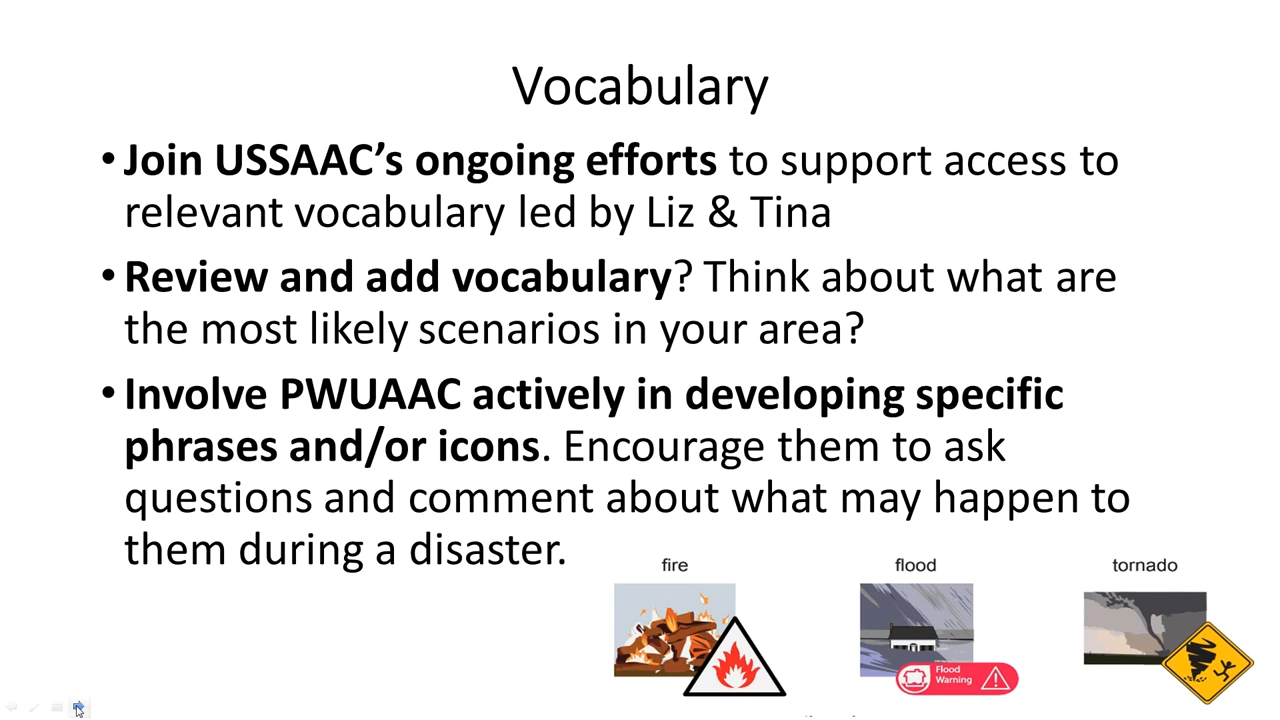 Vocabulary
• Join USSAAC’s ongoing efforts to support access to
relevant vocabulary led by Liz & Tina
• Review and add vocabulary? Think about what are
the most likely scenarios in your area?
• Involve PWUAAC actively in developing specific
phrases and/or icons. Encourage them to ask
questions and comment about what may happen to
them during a disaster.
fire
flood
tornado
Flood
Warning